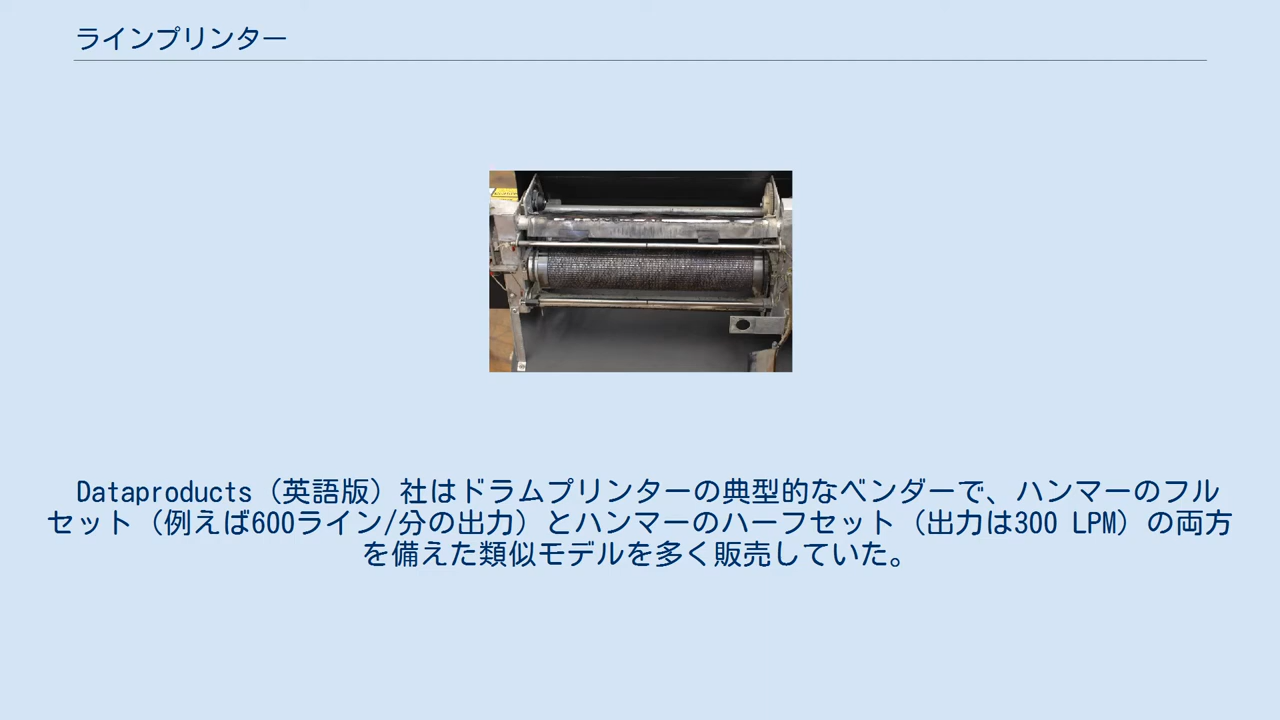 ラインプリンター
Dataproducts（英語版）社はドラムプリンターの典型的なベンダーで、ハンマーのフル
セット（例えば600ライン/分の出力）とハンマーのハーフセット（出力は300 LPM）の両方
を備えた類似モデルを多く販売していた。